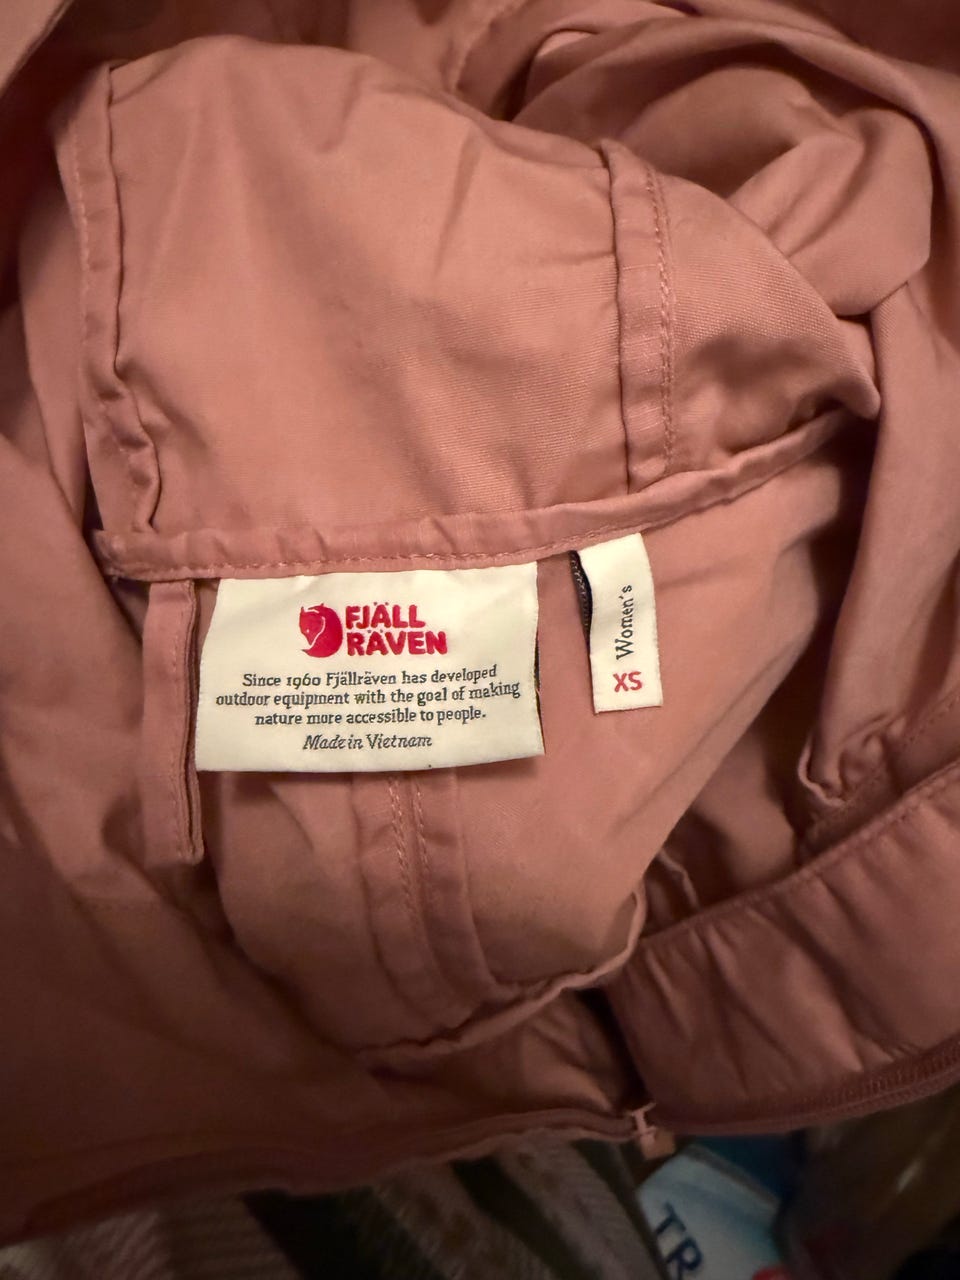 FJÄLL
RÄVEN
Since 1960 Fjällräven has developed
outdoor equipment with the goal of making
nature more accessible to people.
Made in Vietnam
Women's
XS
TR